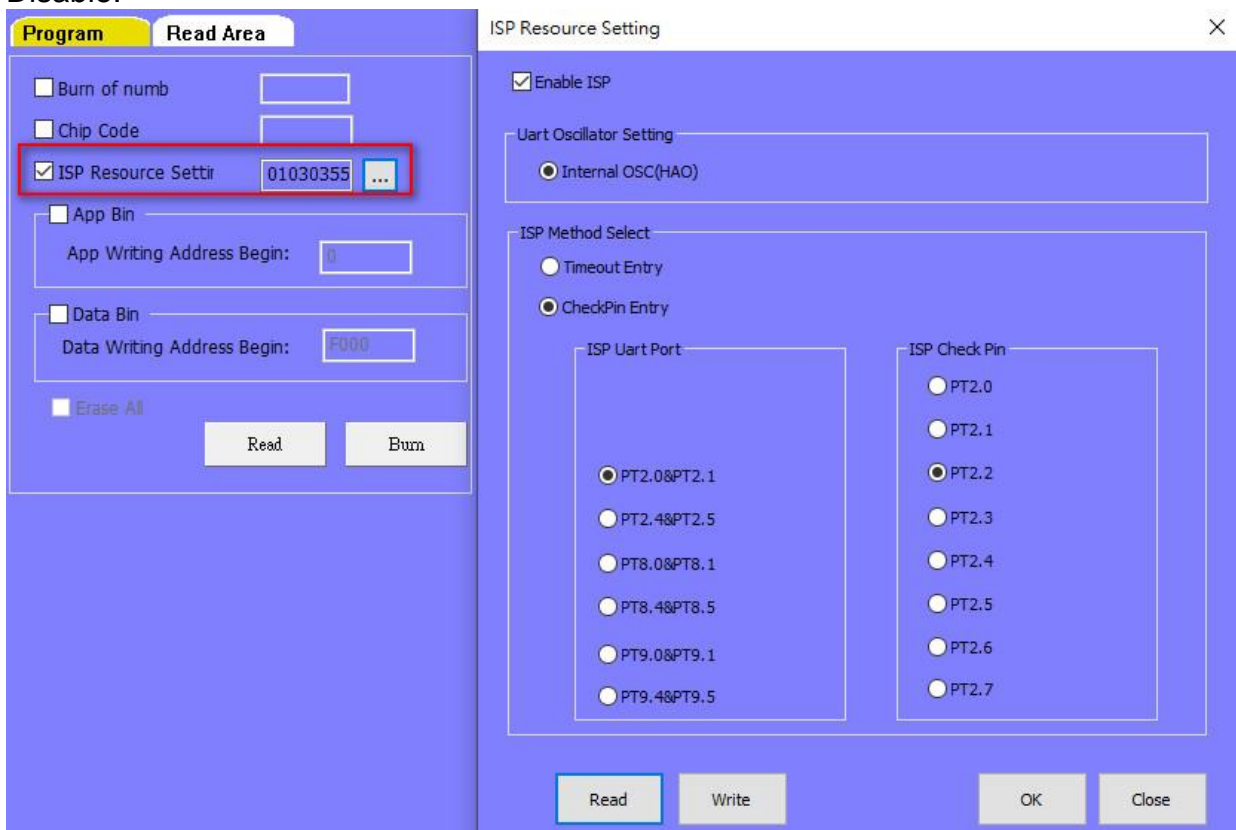 Disable.
Program Read Area
Burn of numb
Chip Code
ISP Resource Settir 01030355 ...
App Bin
App Writing Address Begin: 0
Data Bin
Data Writing Address Begin: F000
Erase All
Read Burn
ISP Resource Setting
Enable ISP
Uart Oscillator Setting
Internal OSC(HAO)
ISP Method Select
Timeout Entry
CheckPin Entry
ISP Uart Port
PT2.0&PT2.1
PT2.4&PT2.5
PT8.0&PT8.1
PT8.4&PT8.5
PT9.0&PT9.1
PT9.4&PT9.5
ISP Check Pin
PT2.0
PT2.1
PT2.2
PT2.3
PT2.4
PT2.5
PT2.6
PT2.7
Read Write OK Close